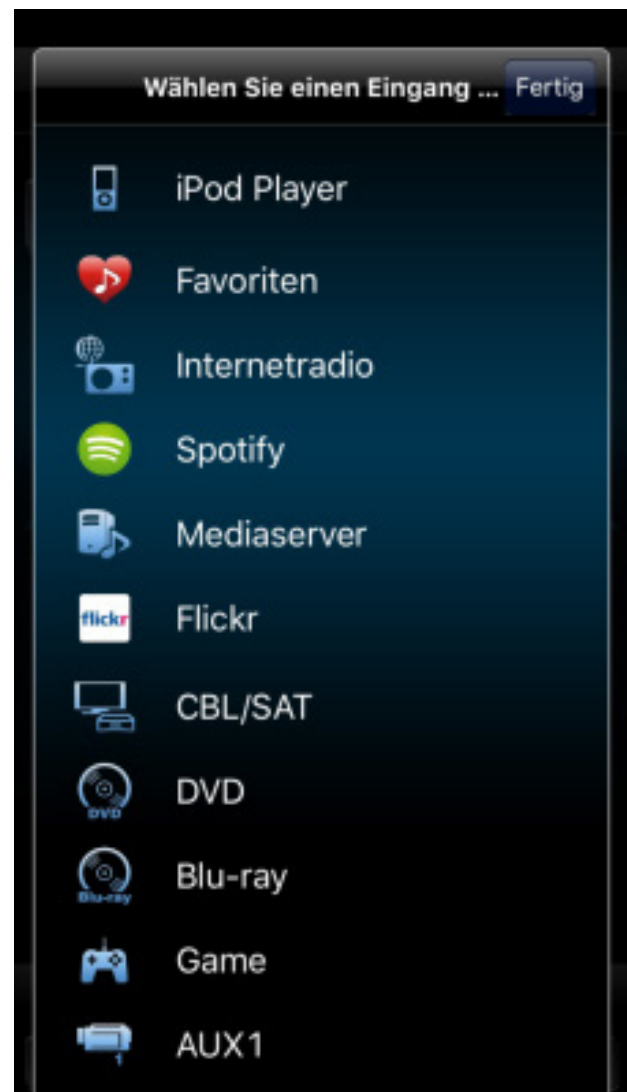 Wählen Sie einen Eingang ... Fertig
iPod Player
Favoriten
Internetradio
Spotify
Mediaserver
flickr Flickr
CBL/SAT
DVD DVD
Blu-ray Blu-ray
Game
1 AUX1